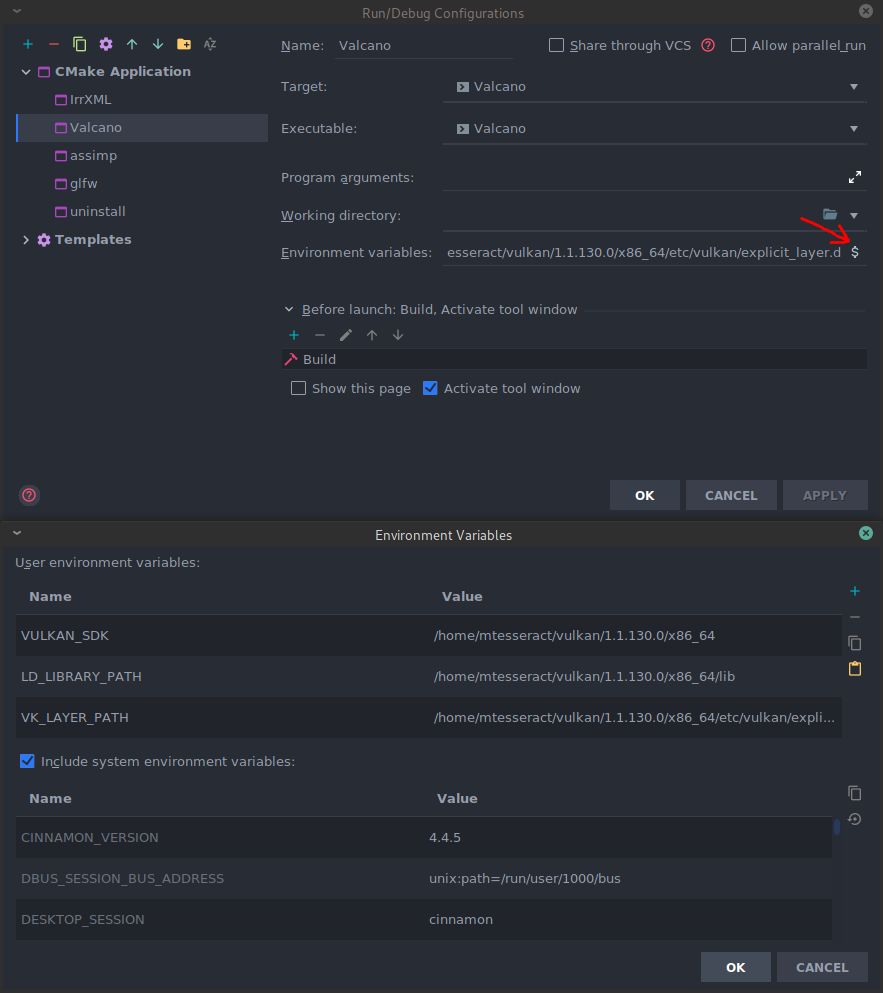 Run/Debug Configurations
Name: Valcano Share through VCS ? Allow parallel run
CMake Application
IrrXML
Valcano
assimp
glfw
uninstall
Templates
Target: Valcano
Executable: Valcano
Program arguments:
Working directory:
Environment variables: esseract/vulkan/1.1.130.0/x86_64/etc/vulkan/explicit_layer.d $
Before launch: Build, Activate tool window
Build
Show this page Activate tool window
? OK CANCEL APPLY
Environment Variables
User environment variables:
Name Value
VULKAN_SDK /home/mtesseract/vulkan/1.1.130.0/x86_64
LD_LIBRARY_PATH /home/mtesseract/vulkan/1.1.130.0/x86_64/lib
VK_LAYER_PATH /home/mtesseract/vulkan/1.1.130.0/x86_64/etc/vulkan/expli...
Include system environment variables:
Name Value
CINNAMON_VERSION 4.4.5
DBUS_SESSION_BUS_ADDRESS unix:path=/run/user/1000/bus
DESKTOP_SESSION cinnamon
OK CANCEL